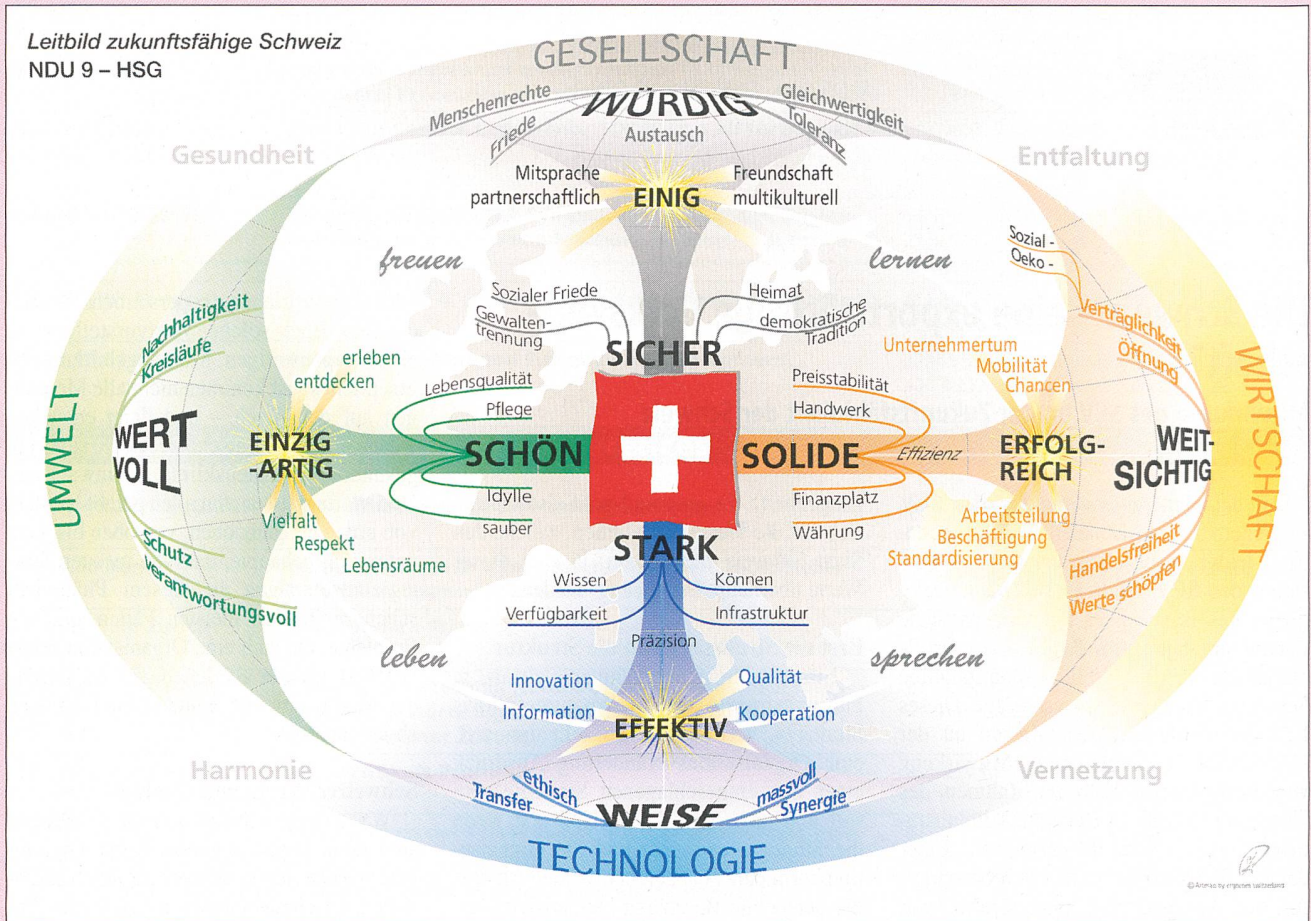 Leitbild zukunftsfähige Schweiz
NDU 9 – HSG
GESELLSCHAFT
WÜRDIG
Menschenrechte
Friede
Gleichwertigkeit
Toleranz
Austausch
Gesundheit
Entfaltung
Mitsprache
partnerschaftlich
EINIG
Freundschaft
multikulturell
freuen
lernen
Sozialer Friede
Gewalten-
trennung
Heimat
demokratische
Tradition
SICHER
Sozial -
Oeko -
Verträglichkeit
Öffnung
Nachhaltigkeit
Kreisläufe
erleben
entdecken
Lebensqualität
Pflege
Preisstabilität
Handwerk
Unternehmertum
Mobilität
Chancen
UMWELT
WERT
VOLL
EINZIG
-ARTIG
SCHÖN
SOLIDE
Effizienz
ERFOLG-
REICH
WEIT-
SICHTIG
WIRTSCHAFT
Idylle
sauber
Finanzplatz
Währung
Vielfalt
Respekt
Lebensräume
Arbeitsteilung
Beschäftigung
Standardisierung
Schutz
verantwortungsvoll
Handelsfreiheit
Werte schöpfen
STARK
Wissen
Können
Verfügbarkeit
Infrastruktur
Präzision
leben
sprechen
Innovation
Information
Qualität
Kooperation
EFFEKTIV
Harmonie
Vernetzung
Transfer
ethisch
massvoll
Synergie
WEISE
TECHNOLOGIE